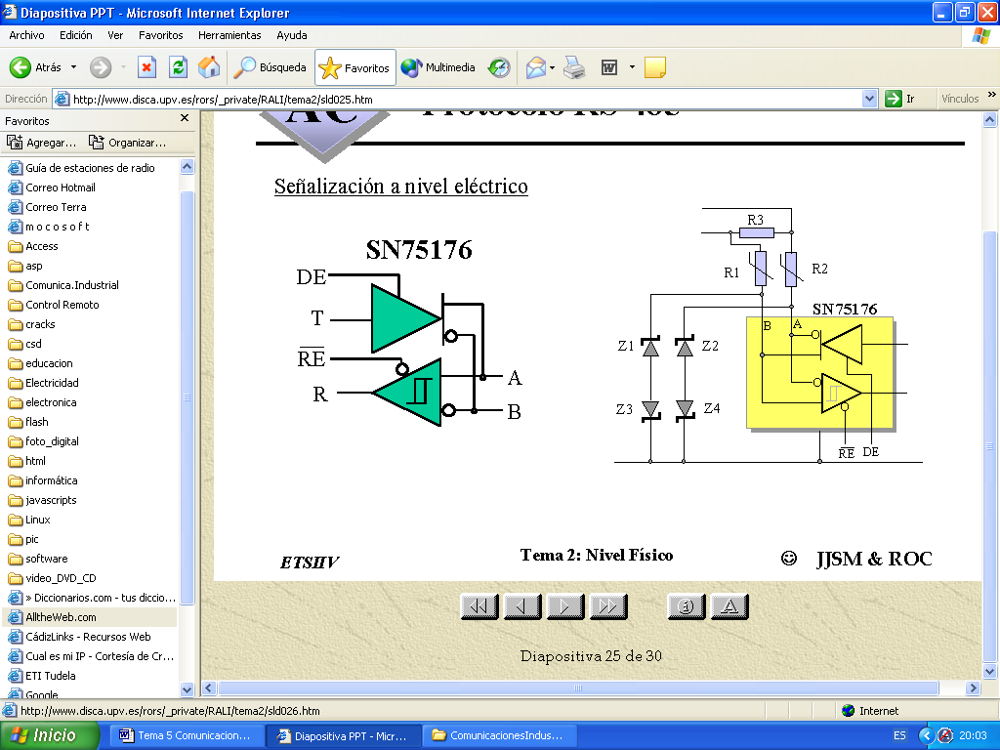 Diapositiva PPT - Microsoft Internet Explorer
Archivo Edición Ver Favoritos Herramientas Ayuda
Atrás Búsqueda Favoritos Multimedia
Dirección http://www.disca.upv.es/rors/_private/RALI/tema2/sld025.htm Ir Vínculos »
Favoritos
Agregar... Organizar...
Guía de estaciones de radio
Correo Hotmail
Correo Terra
m o c o s o f t
Access
asp
Comunica.Industrial
Control Remoto
cracks
csd
educacion
Electricidad
electronica
flash
foto_digital
html
informática
javascripts
Linux
pic
software
video_DVD_CD
» Diccionarios.com - tus diccio...
AlltheWeb.com
CádizLinks - Recursos Web
Cual es mi IP - Cortesía de Cr...
ETI Tudela
Google
AC Protocolo RS-485
Señalización a nivel eléctrico
SN75176
DE
T
RE
R
A
B
R3
R1 R2
SN75176
B A
Z1 Z2
Z3 Z4
RE DE
ETSIIV Tema 2: Nivel Físico ☺ JJSM & ROC
Diapositiva 25 de 30
http://www.disca.upv.es/rors/_private/RALI/tema2/sld026.htm Internet
Inicio Tema 5 Comunicacion... Diapositiva PPT - Micr... ComunicacionesIndus... ES 20:03